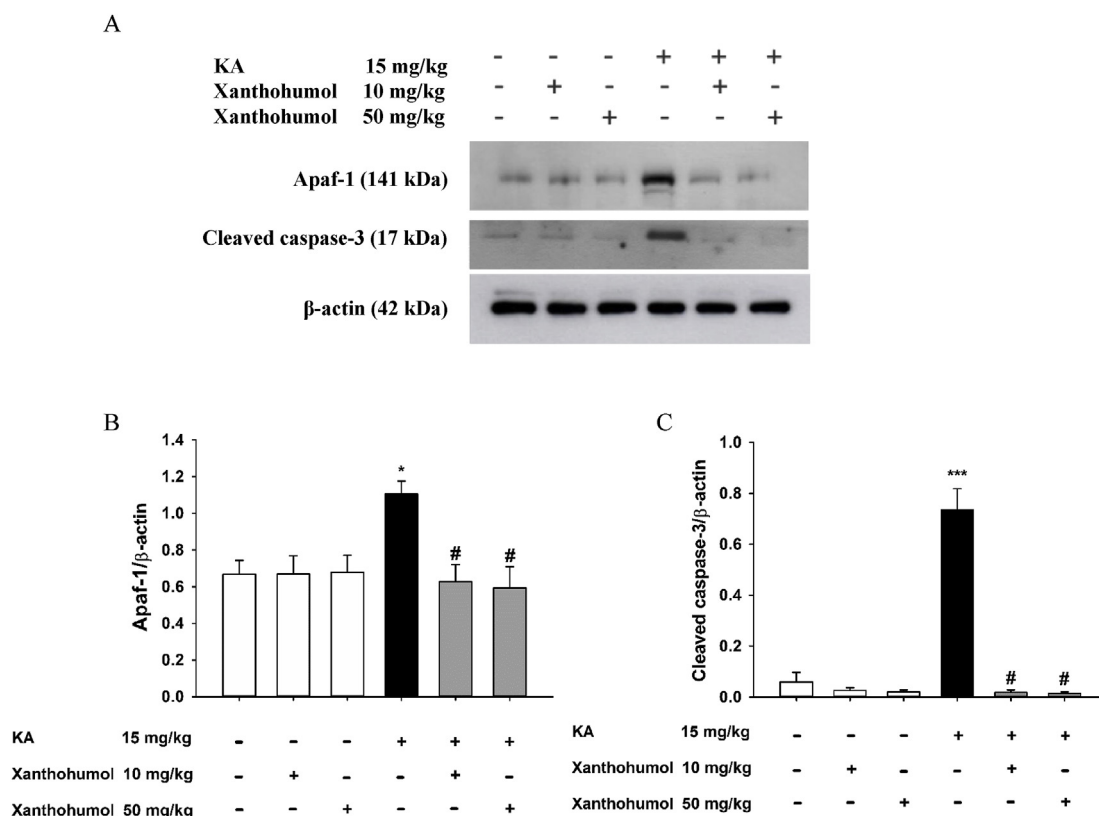 A
KA 15 mg/kg - - - + + +
Xanthohumol 10 mg/kg - + - - + -
Xanthohumol 50 mg/kg - - + - - +
Apaf-1 (141 kDa)
Cleaved caspase-3 (17 kDa)
β-actin (42 kDa)
B
Apaf-1/β-actin
1.4
1.2
1.0
0.8
0.6
0.4
0.2
0.0
*
#
#
KA 15 mg/kg - - - + + +
Xanthohumol 10 mg/kg - + - - + -
Xanthohumol 50 mg/kg - - + - - +
C
Cleaved caspase-3/β-actin
1.0
0.8
0.6
0.4
0.2
0.0
***
#
#
KA 15 mg/kg - - - + + +
Xanthohumol 10 mg/kg - + - - + -
Xanthohumol 50 mg/kg - - + - - +